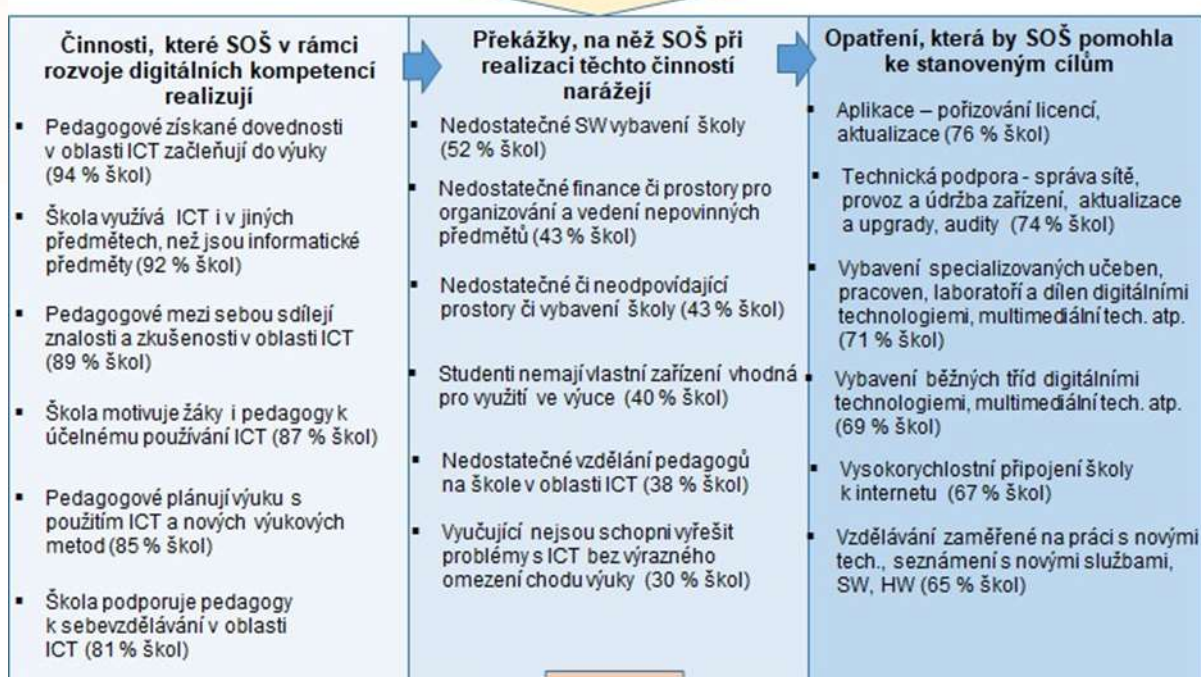 Činnosti, které SOŠ v rámci
rozvoje digitálních kompetencí
realizují
▪ Pedagogové získané dovednosti
v oblasti ICT začleňují do výuky
(94 % škol)
▪ Škola využívá ICT i v jiných
předmětech, než jsou informatické
předměty (92 % škol)
▪ Pedagogové mezi sebou sdílejí
znalosti a zkušenosti v oblasti ICT
(89 % škol)
▪ Škola motivuje žáky i pedagogy k
účelnému používání ICT (87 % škol)
▪ Pedagogové plánují výuku s
použitím ICT a nových výukových
metod (85 % škol)
▪ Škola podporuje pedagogy
k sebevzdělávání v oblasti
ICT (81 % škol)
Překážky, na něž SOŠ při
realizaci těchto činností
narážejí
▪ Nedostatečné SW vybavení školy
(52 % škol)
▪ Nedostatečné finance či prostory pro
organizování a vedení nepovinných
předmětů (43 % škol)
▪ Nedostatečné či neodpovídající
prostory či vybavení školy (43 % škol)
▪ Studenti nemají vlastní zařízení vhodná
pro využití ve výuce (40 % škol)
▪ Nedostatečné vzdělání pedagogů
na škole v oblasti ICT (38 % škol)
▪ Vyučující nejsou schopni vyřešit
problémy s ICT bez výrazného
omezení chodu výuky (30 % škol)
Opatření, která by SOŠ pomohla
ke stanoveným cílům
▪ Aplikace – pořizování licencí,
aktualizace (76 % škol)
▪ Technická podpora - správa sítě,
provoz a údržba zařízení, aktualizace
a upgrady, audity (74 % škol)
▪ Vybavení specializovaných učeben,
pracoven, laboratoří a dílen digitálními
technologiemi, multimediální tech. atp.
(71 % škol)
▪ Vybavení běžných tříd digitálními
technologiemi, multimediální tech. atp.
(69 % škol)
▪ Vysokorychlostní připojení školy
k internetu (67 % škol)
▪ Vzdělávání zaměřené na práci s novými
tech., seznámení s novými službami,
SW, HW (65 % škol)